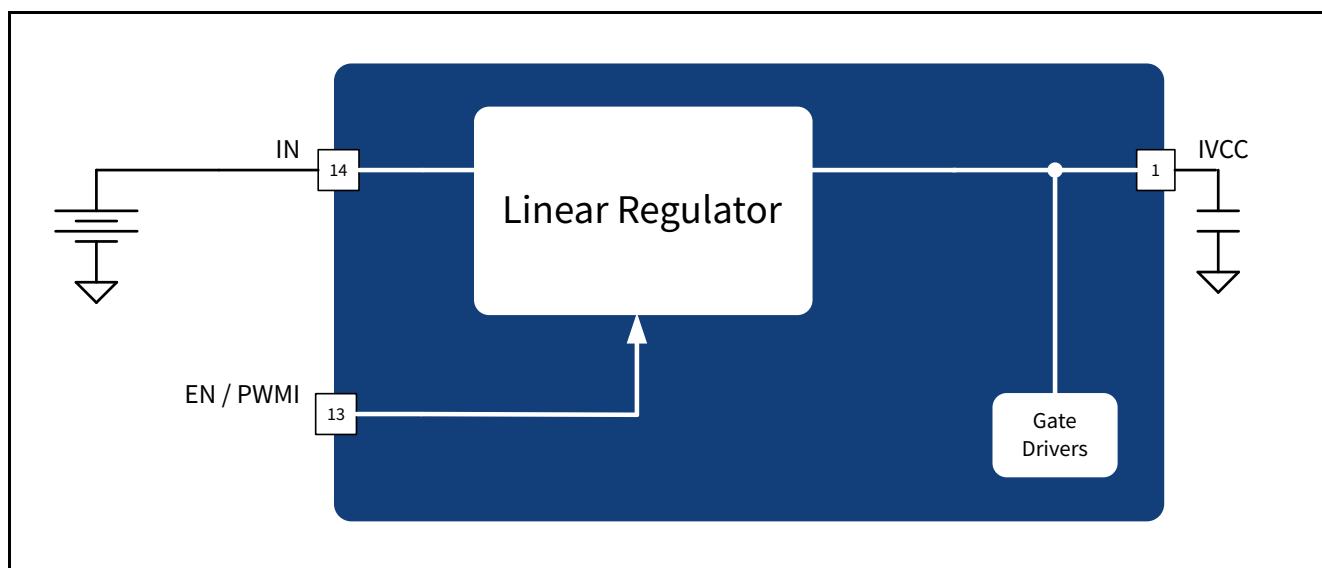 IN
14
Linear Regulator
1
IVCC
EN / PWMI
13
Gate
Drivers